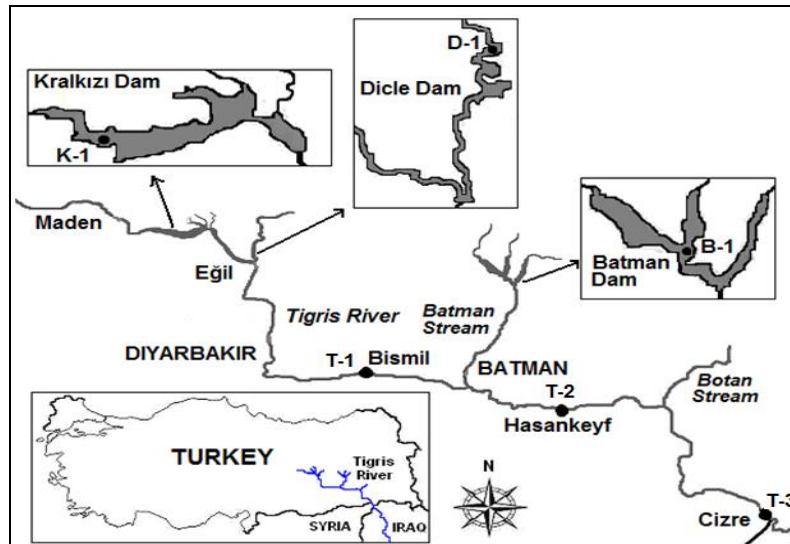 D-1
Kralkızı Dam
Dicle Dam
K-1
Maden
B-1
Batman
Dam
Eğil
Tigris River
Batman
Stream
DIYARBAKIR
T-1
Bismil
BATMAN
T-2
Botan
Stream
Hasankeyf
TURKEY
Tigris
River
N
SYRIA
IRAQ
T-3
Cizre